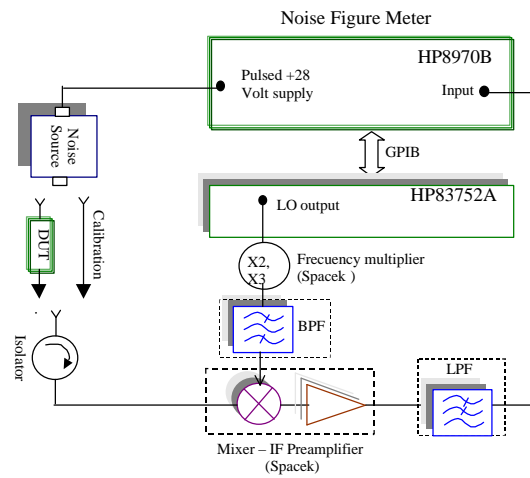 Noise Figure Meter
HP8970B
Pulsed +28
Volt supply
Input
Noise
Source
GPIB
HP83752A
LO output
DUT
Calibration
X2,
X3
Frecuency multiplier
(Spacek )
BPF
Isolator
LPF
Mixer – IF Preamplifier
(Spacek)